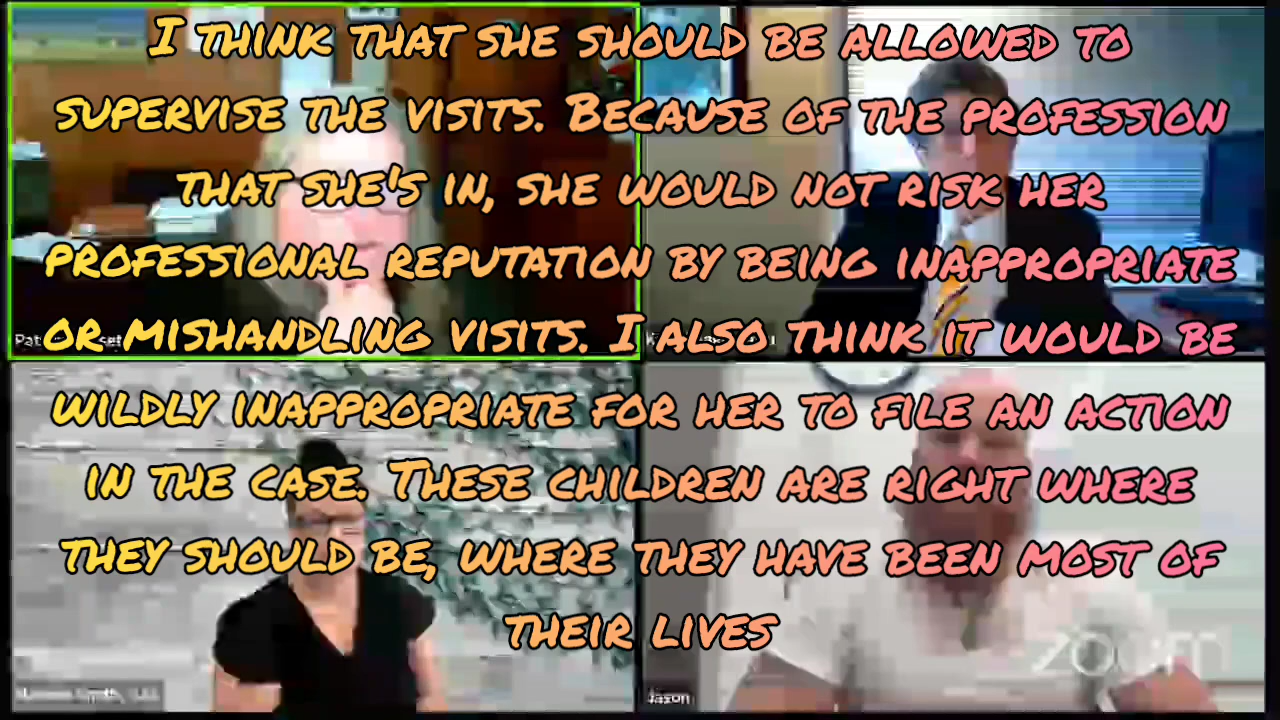 I think that she should be allowed to
supervise the visits. Because of the profession
that she's in, she would not risk her
professional reputation by being inappropriate
or mishandling visits. I also think it would be
wildly inappropriate for her to file an action
in the case. These children are right where
they should be, where they have been most of
their lives
zoom
Jason